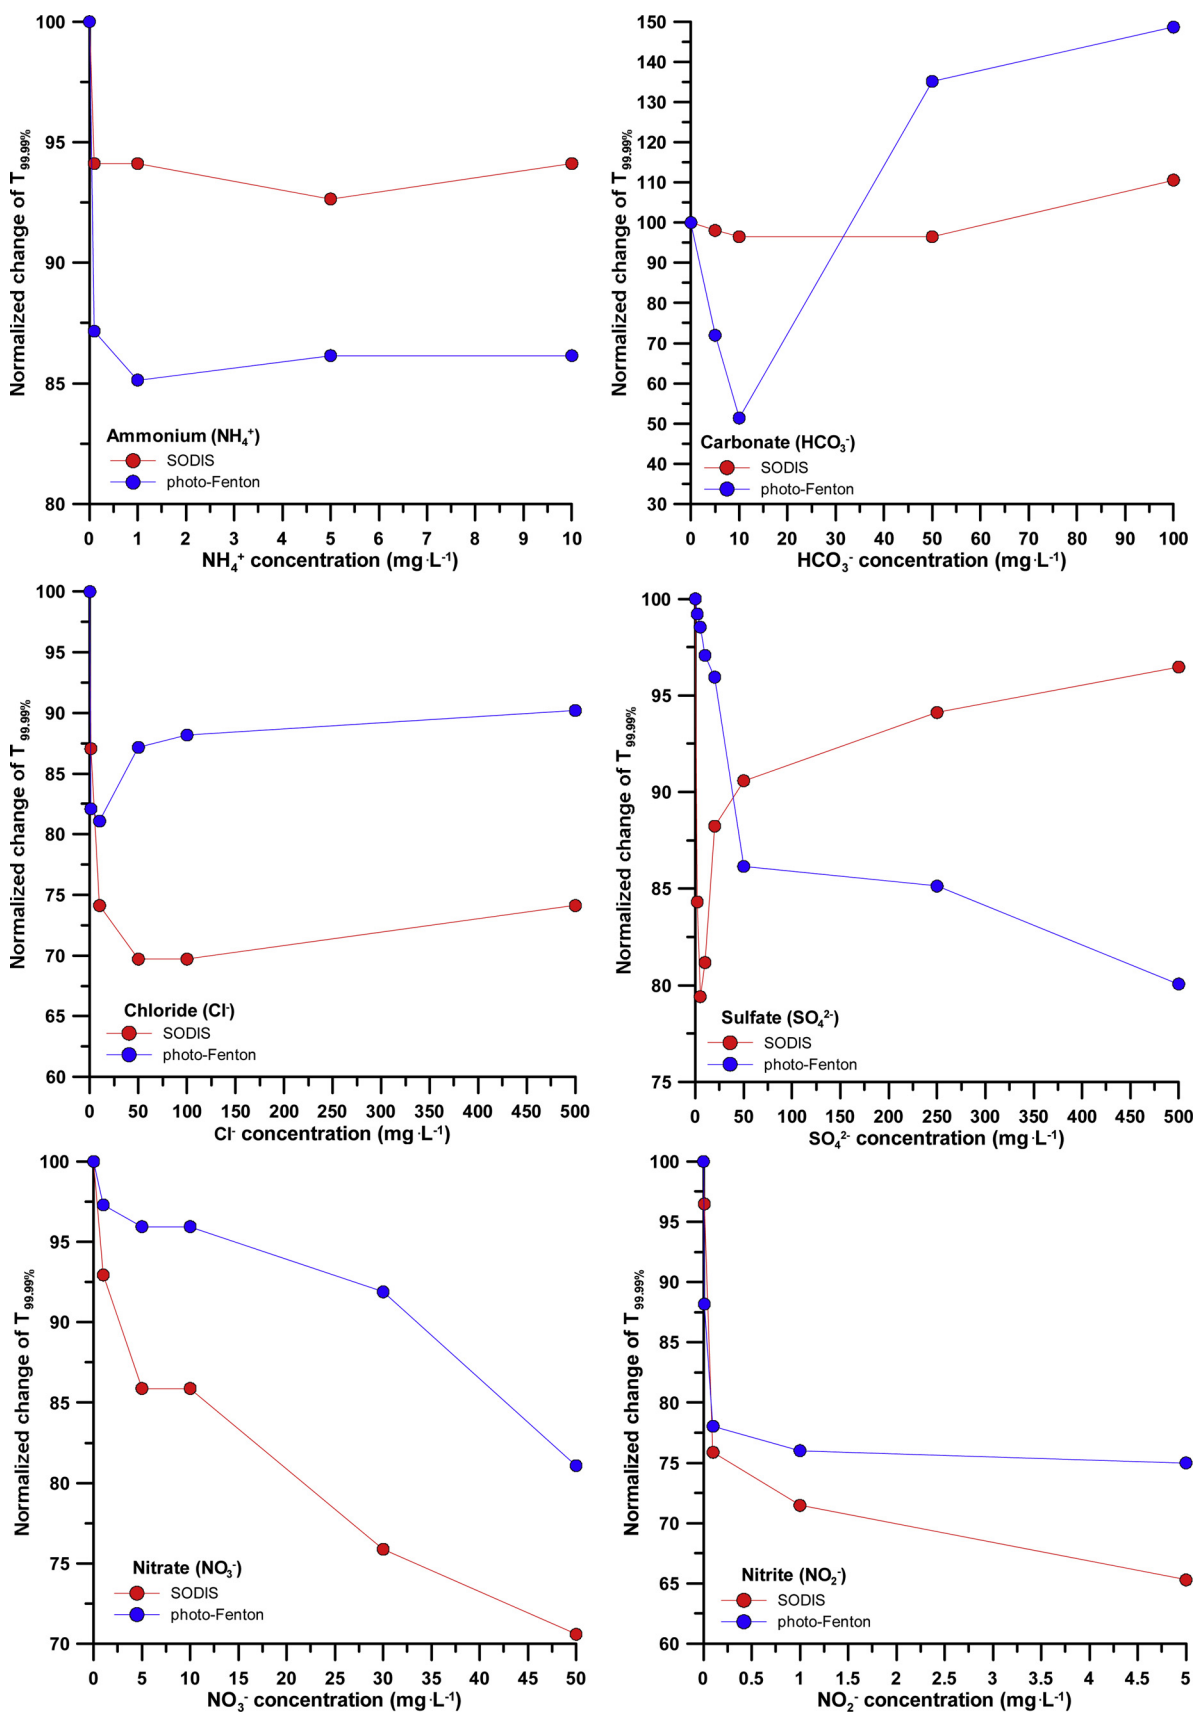 Normalized change of T99.99%
100
95
90
85
80
Ammonium (NH4+)
SODIS
photo-Fenton
0 1 2 3 4 5 6 7 8 9 10
NH4+ concentration (mg·L-1)
Normalized change of T99.99%
150
140
130
120
110
100
90
80
70
60
50
40
30
Carbonate (HCO3-)
SODIS
photo-Fenton
0 10 20 30 40 50 60 70 80 90 100
HCO3- concentration (mg·L-1)
Normalized change of T99.99%
100
95
90
85
80
75
70
65
60
Chloride (Cl-)
SODIS
photo-Fenton
0 50 100 150 200 250 300 350 400 450 500
Cl- concentration (mg·L-1)
Normalized change of T99.99%
100
95
90
85
80
75
Sulfate (SO42-)
SODIS
photo-Fenton
0 50 100 150 200 250 300 350 400 450 500
SO42- concentration (mg·L-1)
Normalized change of T99.99%
100
95
90
85
80
75
70
Nitrate (NO3-)
SODIS
photo-Fenton
0 5 10 15 20 25 30 35 40 45 50
NO3- concentration (mg·L-1)
Normalized change of T99.99%
100
95
90
85
80
75
70
65
60
Nitrite (NO2-)
SODIS
photo-Fenton
0 0.5 1 1.5 2 2.5 3 3.5 4 4.5 5
NO2- concentration (mg·L-1)